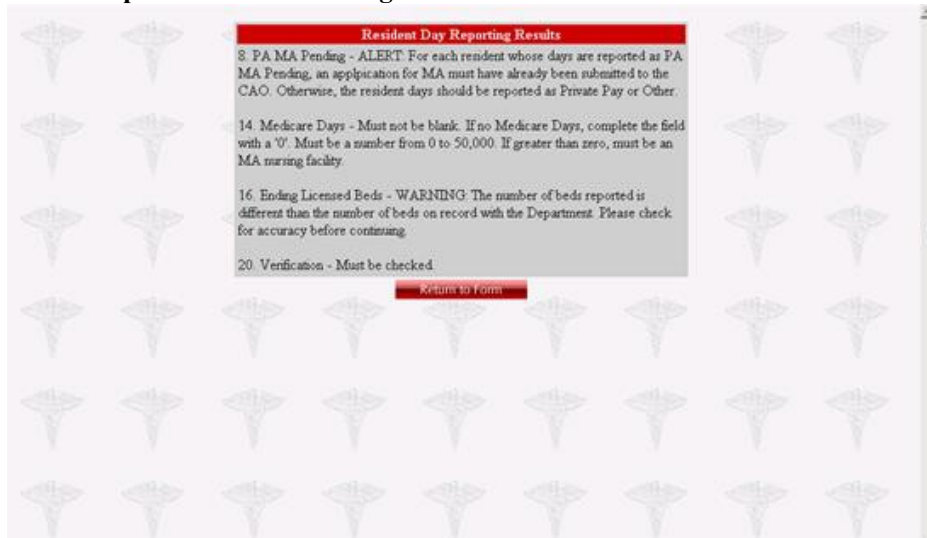 Resident Day Reporting Results
8. PA MA Pending - ALERT: For each resident whose days are reported as PA
MA Pending, an applpication for MA must have already been submitted to the
CAO. Otherwise, the resident days should be reported as Private Pay or Other.
14. Medicare Days - Must not be blank. If no Medicare Days, complete the field
with a '0'. Must be a number from 0 to 50,000. If greater than zero, must be an
MA nursing facility.
16. Ending Licensed Beds - WARNING: The number of beds reported is
different than the number of beds on record with the Department. Please check
for accuracy before continuing.
20. Verification - Must be checked.
Return to Form